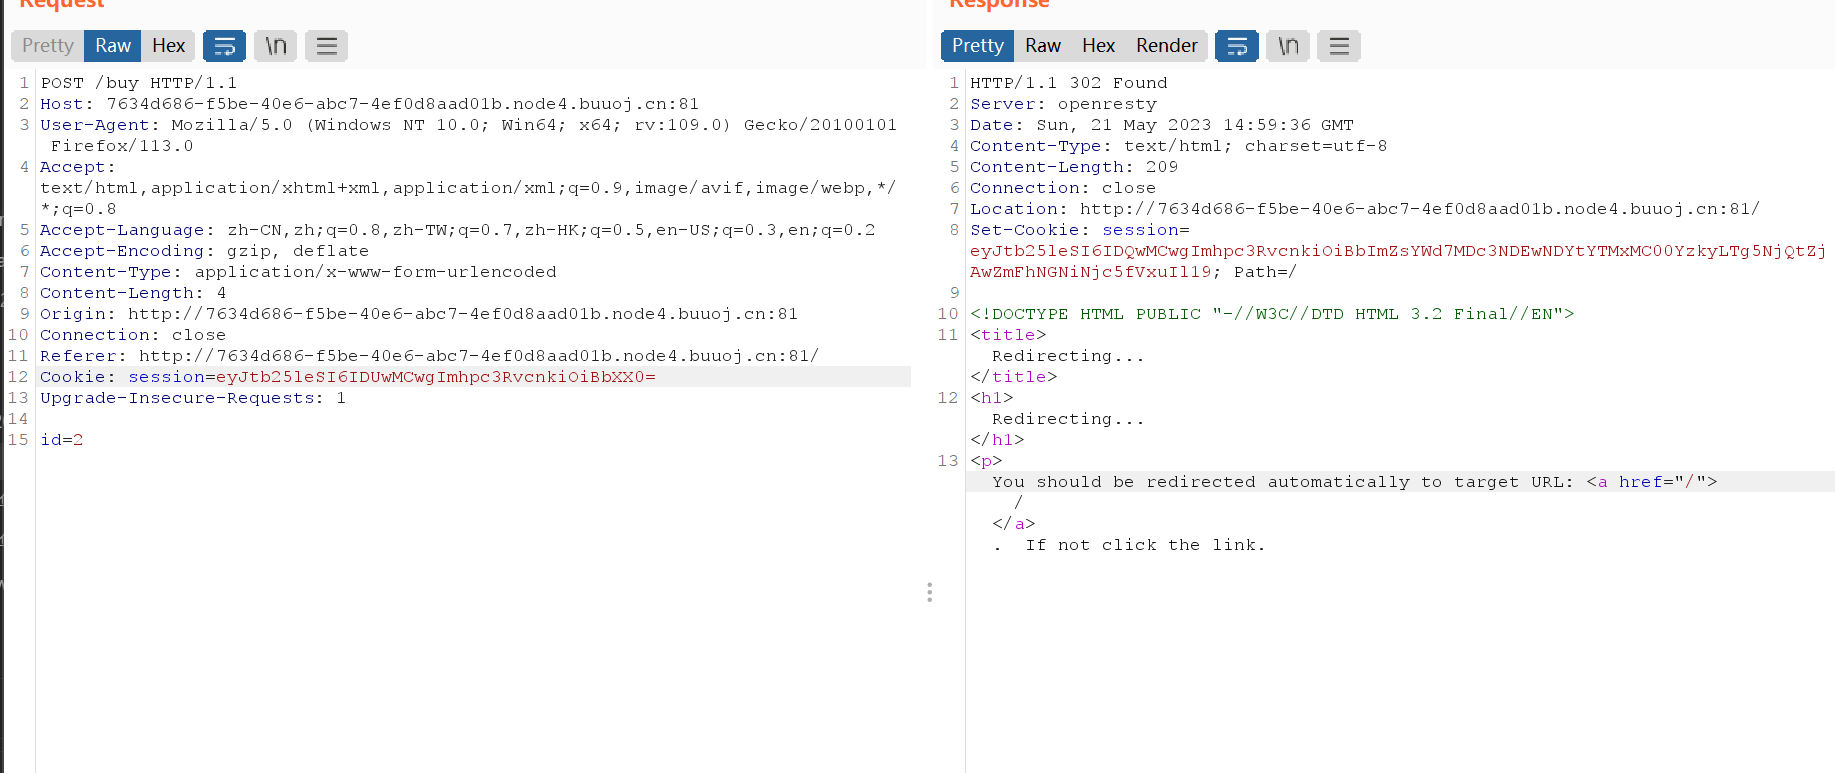 Request
Pretty Raw Hex \n
1 POST /buy HTTP/1.1
2 Host: 7634d686-f5be-40e6-abc7-4ef0d8aad01b.node4.buuoj.cn:81
3 User-Agent: Mozilla/5.0 (Windows NT 10.0; Win64; x64; rv:109.0) Gecko/20100101
Firefox/113.0
4 Accept:
text/html,application/xhtml+xml,application/xml;q=0.9,image/avif,image/webp,*/
*;q=0.8
5 Accept-Language: zh-CN,zh;q=0.8,zh-TW;q=0.7,zh-HK;q=0.5,en-US;q=0.3,en;q=0.2
6 Accept-Encoding: gzip, deflate
7 Content-Type: application/x-www-form-urlencoded
8 Content-Length: 4
9 Origin: http://7634d686-f5be-40e6-abc7-4ef0d8aad01b.node4.buuoj.cn:81
10 Connection: close
11 Referer: http://7634d686-f5be-40e6-abc7-4ef0d8aad01b.node4.buuoj.cn:81/
12 Cookie: session=eyJtb25leSI6IDUwMCwgImhpc3RvcnkiOiBbXX0=
13 Upgrade-Insecure-Requests: 1
14
15 id=2
Response
Pretty Raw Hex Render \n
1 HTTP/1.1 302 Found
2 Server: openresty
3 Date: Sun, 21 May 2023 14:59:36 GMT
4 Content-Type: text/html; charset=utf-8
5 Content-Length: 209
6 Connection: close
7 Location: http://7634d686-f5be-40e6-abc7-4ef0d8aad01b.node4.buuoj.cn:81/
8 Set-Cookie: session=
eyJtb25leSI6IDQwMCwgImhpc3RvcnkiOiBbImZsYWd7MDc3NDEwNDYtYTMxMC00YzkyLTg5NjQtZj
AwZmFhNGNiNjc5fVxuIl19; Path=/
9
10 <!DOCTYPE HTML PUBLIC "-//W3C//DTD HTML 3.2 Final//EN">
11 <title>
Redirecting...
</title>
12 <h1>
Redirecting...
</h1>
13 <p>
You should be redirected automatically to target URL: <a href="/">
/
</a>
. If not click the link.